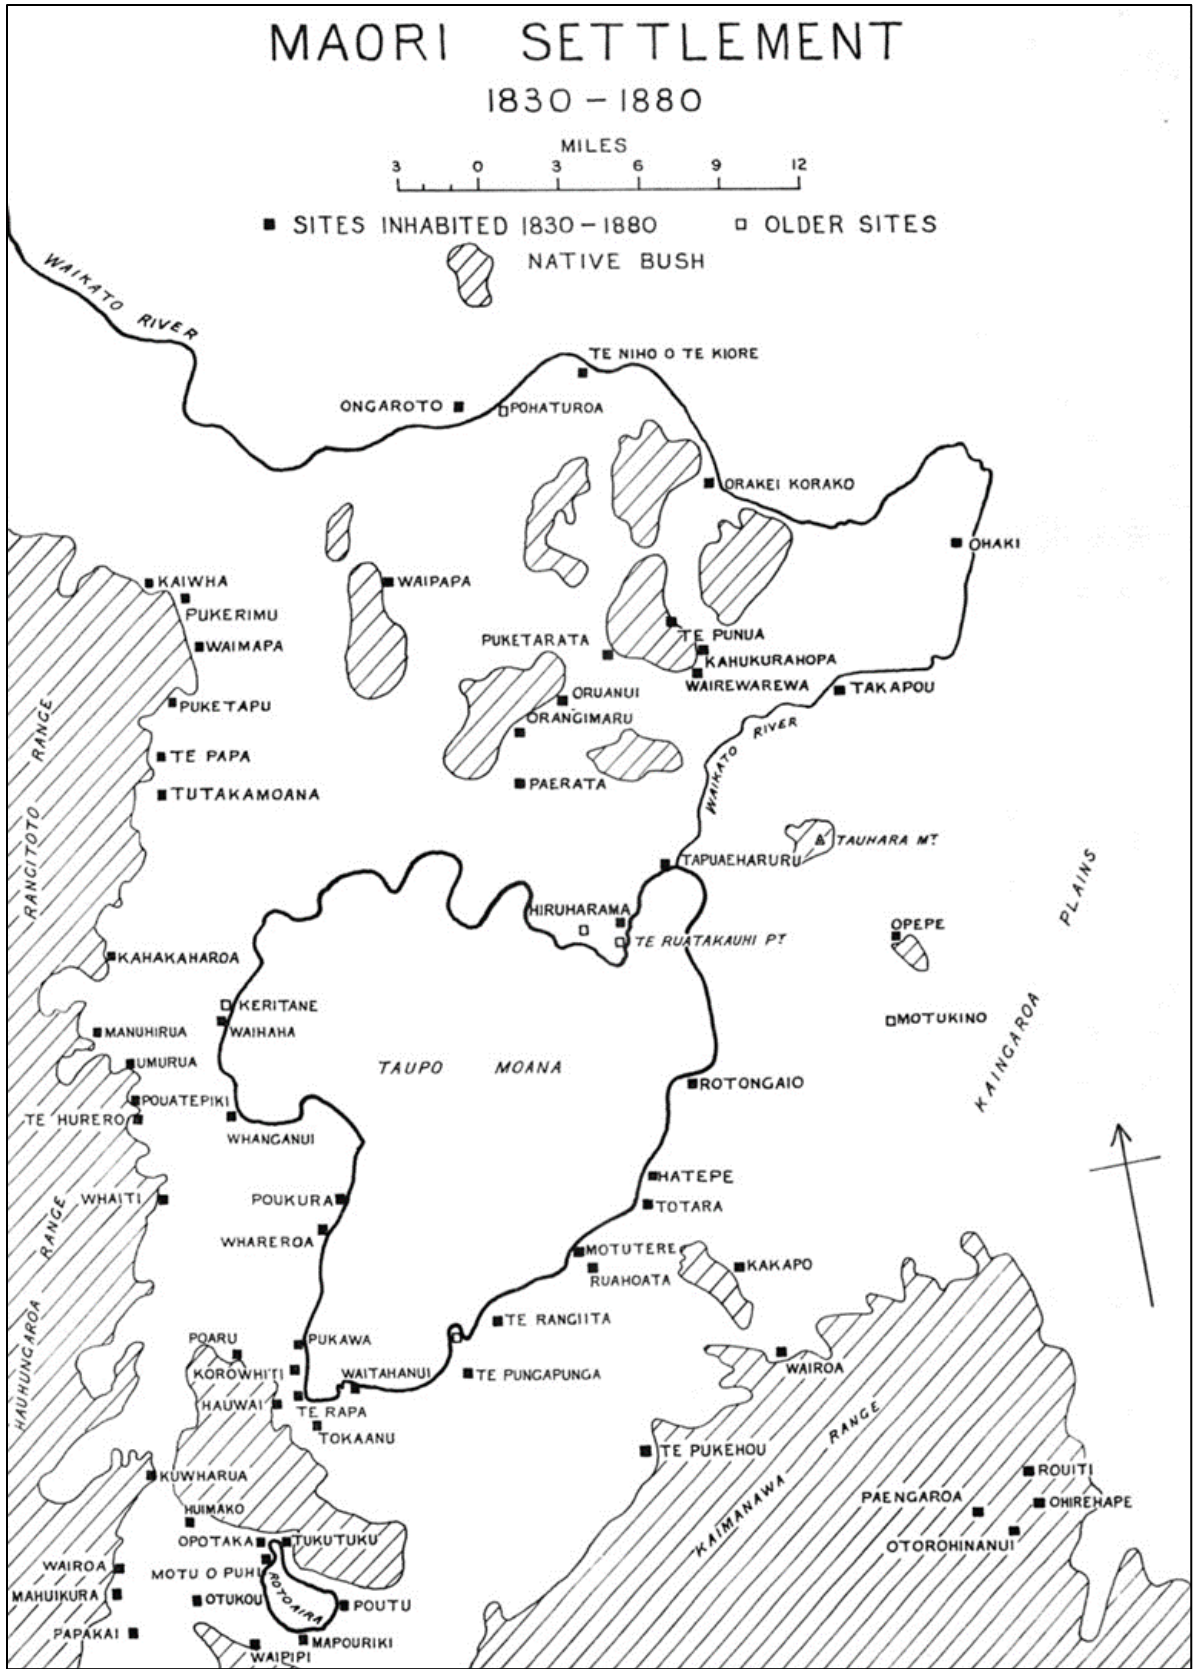 MAORI SETTLEMENT
1830 – 1880
MILES
3 0 3 6 9 12
SITES INHABITED 1830 – 1880
OLDER SITES
NATIVE BUSH
WAIKATO RIVER
TE NIHO O TE KIORE
ONGAROTO
POHATUROA
ORAKEI KORAKO
OHAKI
KAIWHA
PUKERIMU
WAIPAPA
WAIMAPA
PUKETARATA
TE PUNUA
KAHUKURAHOPA
WAIREWAREWA
TAKAPOU
PUKETAPU
ORUANUI
ORANGIMARU
WAIKATO RIVER
RANGITOTO RANGE
TE PAPA
PAERATA
TUTAKAMOANA
TAUHARA MT
TAPUAEHARURU
HIRUHARAMA
TE RUATAKAUHI PT
OPEPE
KAHAKAHAROA
KERITANE
MOTUKINO
MANUHIRUA
WAIHAHA
KAINGAROA PLAINS
UMURUA
TAUPO MOANA
ROTONGAIO
POUATEPIKI
TE HURERO
WHANGANUI
HATEPE
WHAITI
POUKURA
TOTARA
WHAREROA
MOTUTERE
HAUHUNGAROA RANGE
RUAHOATA
KAKAPO
TE RANGIITA
POARU
PUKAWA
WAIROA
KOROWHITI
WAITAHANUI
TE PUNGAPUNGA
HAUWAI
TE RAPA
TOKAANU
TE PUKEHOU
KAIMANAWA RANGE
KUWHARUA
ROUITI
PAENGAROA
OHIREHAPE
HUIMAKO
OTOROHINANUI
OPOTAKA
TUKUTUKU
WAIROA
MOTU O PUHI
MAHUIKURA
OTUKOU
ROTOAIRA
POUTU
PAPAKAI
MAPOURIKI
WAIPIPI